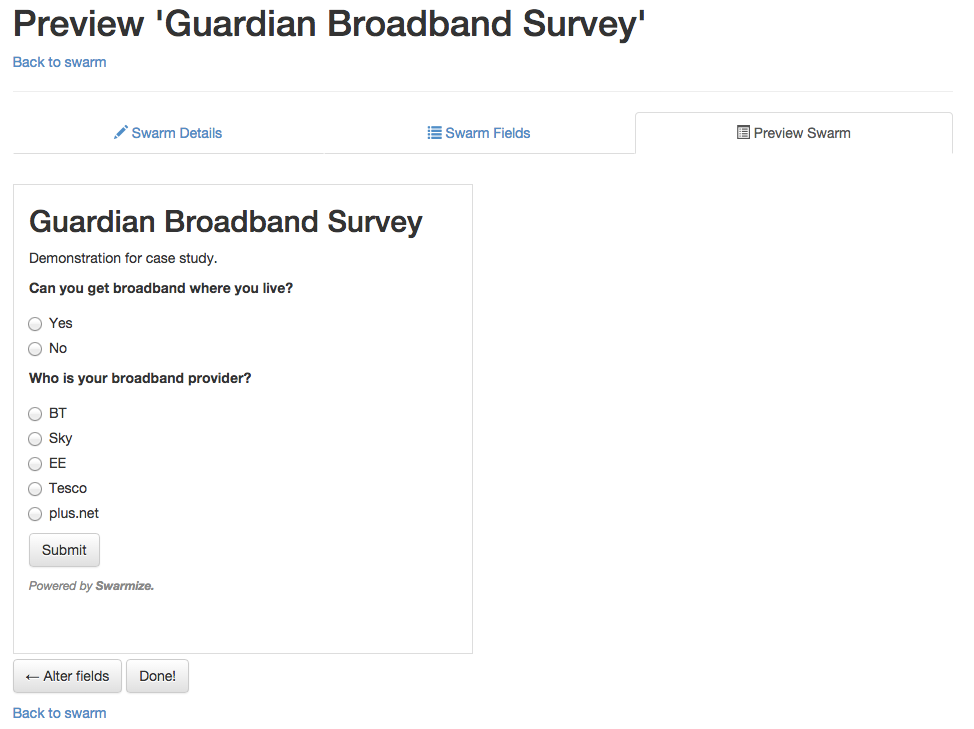 Preview 'Guardian Broadband Survey'
Back to swarm
Swarm Details
Swarm Fields
Preview Swarm
Guardian Broadband Survey
Demonstration for case study.
Can you get broadband where you live?
Yes
No
Who is your broadband provider?
BT
Sky
EE
Tesco
plus.net
Submit
Powered by Swarmize.
← Alter fields
Done!
Back to swarm